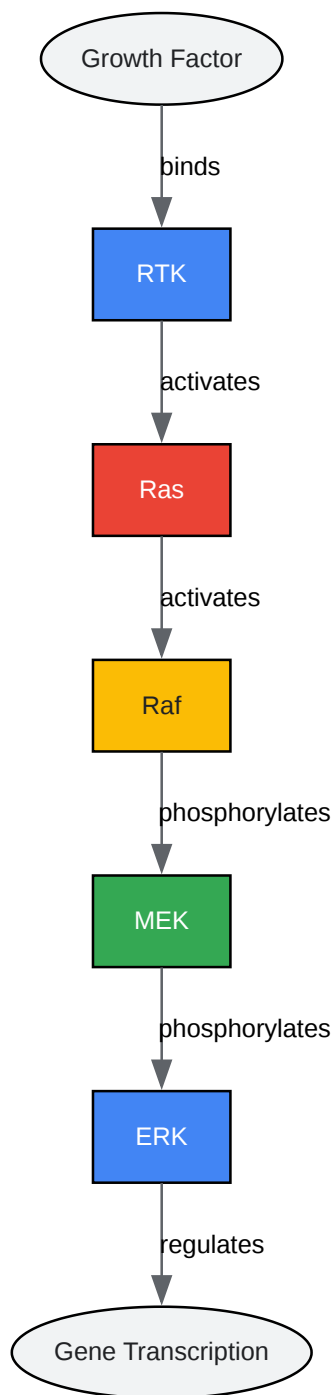 Growth Factor
binds
RTK
activates
Ras
activates
Raf
phosphorylates
MEK
phosphorylates
ERK
regulates
Gene Transcription